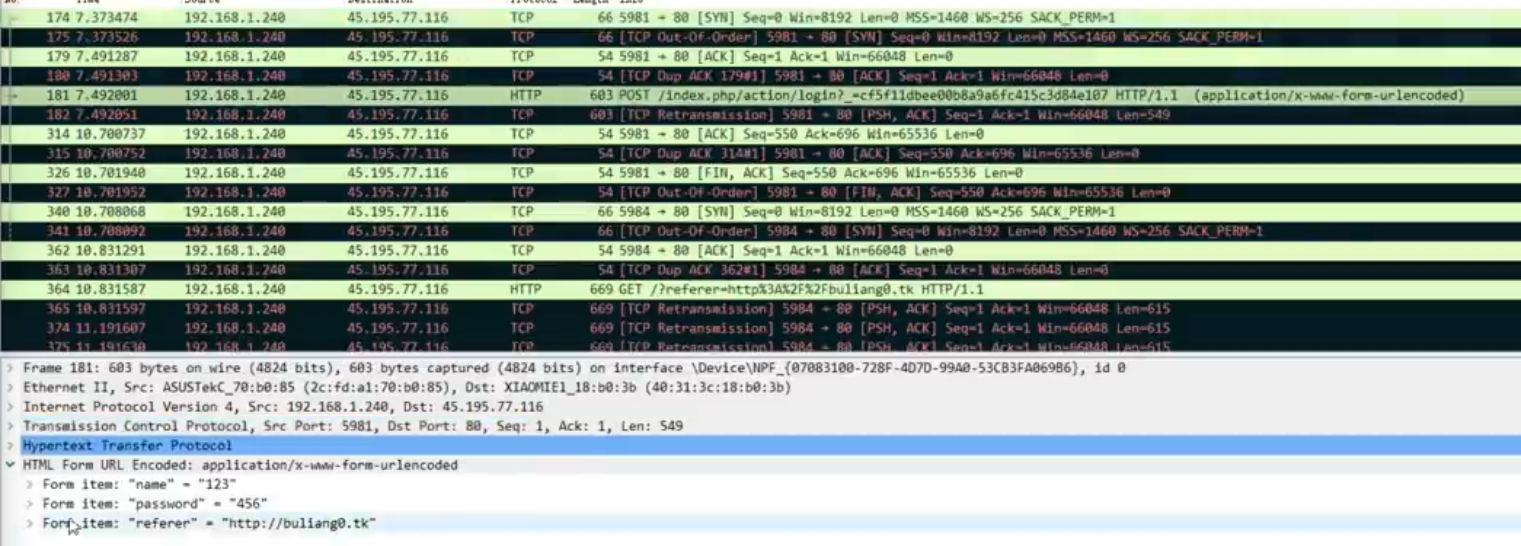 174 7.373474 192.168.1.240 45.195.77.116 TCP 66 5981 → 80 [SYN] Seq=0 Win=8192 Len=0 MSS=1460 WS=256 SACK_PERM=1
175 7.373526 192.168.1.240 45.195.77.116 TCP 66 [TCP Out-Of-Order] 5981 → 80 [SYN] Seq=0 Win=8192 Len=0 MSS=1460 WS=256 SACK_PERM=1
179 7.491287 192.168.1.240 45.195.77.116 TCP 54 5981 → 80 [ACK] Seq=1 Ack=1 Win=66048 Len=0
180 7.491303 192.168.1.240 45.195.77.116 TCP 54 [TCP Dup ACK 179#1] 5981 → 80 [ACK] Seq=1 Ack=1 Win=66048 Len=0
181 7.492001 192.168.1.240 45.195.77.116 HTTP 603 POST /index.php/action/login?_=cf5f11dbee00b8a9a6fc415c3d84e107 HTTP/1.1 (application/x-www-form-urlencoded)
182 7.492051 192.168.1.240 45.195.77.116 TCP 603 [TCP Retransmission] 5981 → 80 [PSH, ACK] Seq=1 Ack=1 Win=66048 Len=549
314 10.700737 192.168.1.240 45.195.77.116 TCP 54 5981 → 80 [ACK] Seq=550 Ack=696 Win=65536 Len=0
315 10.700752 192.168.1.240 45.195.77.116 TCP 54 [TCP Dup ACK 314#1] 5981 → 80 [ACK] Seq=550 Ack=696 Win=65536 Len=0
326 10.701940 192.168.1.240 45.195.77.116 TCP 54 5981 → 80 [FIN, ACK] Seq=550 Ack=696 Win=65536 Len=0
327 10.701952 192.168.1.240 45.195.77.116 TCP 54 [TCP Out-Of-Order] 5981 → 80 [FIN, ACK] Seq=550 Ack=696 Win=65536 Len=0
340 10.708068 192.168.1.240 45.195.77.116 TCP 66 5984 → 80 [SYN] Seq=0 Win=8192 Len=0 MSS=1460 WS=256 SACK_PERM=1
341 10.708092 192.168.1.240 45.195.77.116 TCP 66 [TCP Out-Of-Order] 5984 → 80 [SYN] Seq=0 Win=8192 Len=0 MSS=1460 WS=256 SACK_PERM=1
362 10.831291 192.168.1.240 45.195.77.116 TCP 54 5984 → 80 [ACK] Seq=1 Ack=1 Win=66048 Len=0
363 10.831307 192.168.1.240 45.195.77.116 TCP 54 [TCP Dup ACK 362#1] 5984 → 80 [ACK] Seq=1 Ack=1 Win=66048 Len=0
364 10.831587 192.168.1.240 45.195.77.116 HTTP 669 GET /?referer=http%3A%2F%2Fbuliang0.tk HTTP/1.1
365 10.831597 192.168.1.240 45.195.77.116 TCP 669 [TCP Retransmission] 5984 → 80 [PSH, ACK] Seq=1 Ack=1 Win=66048 Len=615
374 11.191607 192.168.1.240 45.195.77.116 TCP 669 [TCP Retransmission] 5984 → 80 [PSH, ACK] Seq=1 Ack=1 Win=66048 Len=615
375 11.191630 192.168.1.240 45.195.77.116 TCP 669 [TCP Retransmission] 5984 → 80 [PSH, ACK] Seq=1 Ack=1 Win=66048 Len=615
Frame 181: 603 bytes on wire (4824 bits), 603 bytes captured (4824 bits) on interface \Device\NPF_{07083100-728F-4D7D-99A0-53CB3FA069B6}, id 0
Ethernet II, Src: ASUSTekC_70:b0:85 (2c:fd:a1:70:b0:85), Dst: XIAOMIE1_18:b0:3b (40:31:3c:18:b0:3b)
Internet Protocol Version 4, Src: 192.168.1.240, Dst: 45.195.77.116
Transmission Control Protocol, Src Port: 5981, Dst Port: 80, Seq: 1, Ack: 1, Len: 549
Hypertext Transfer Protocol
HTML Form URL Encoded: application/x-www-form-urlencoded
Form item: "name" = "123"
Form item: "password" = "456"
Form item: "referer" = "http://buliang0.tk"